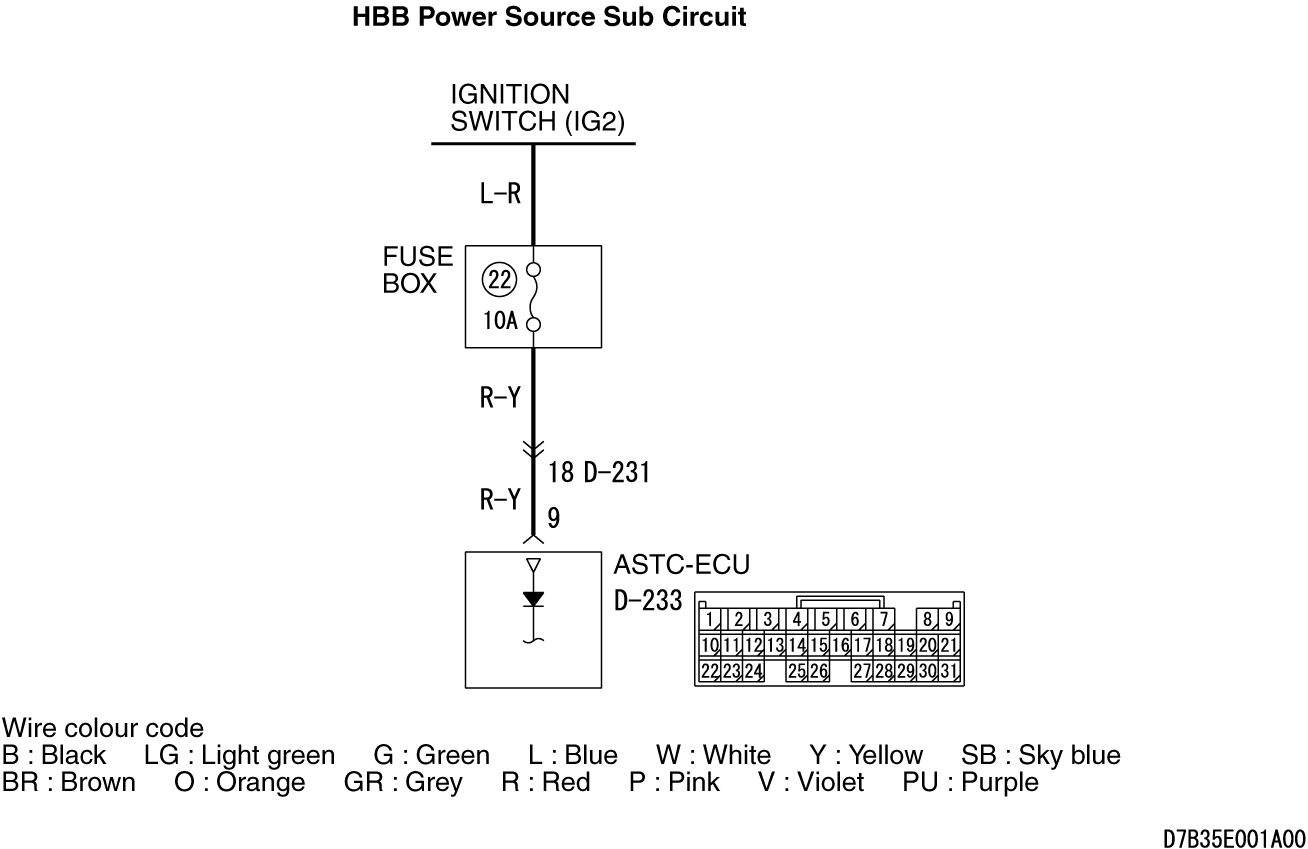 HBB Power Source Sub Circuit
IGNITION
SWITCH (IG2)
L-R
FUSE
BOX
22
10A
R-Y
18 D-231
R-Y
9
ASTC-ECU
D-233
1 2 3 4 5 6 7 8 9
10 11 12 13 14 15 16 17 18 19 20 21
22 23 24 25 26 27 28 29 30 31
Wire colour code
B : Black LG : Light green G : Green L : Blue W : White Y : Yellow SB : Sky blue
BR : Brown O : Orange GR : Grey R : Red P : Pink V : Violet PU : Purple
D7B35E001A00